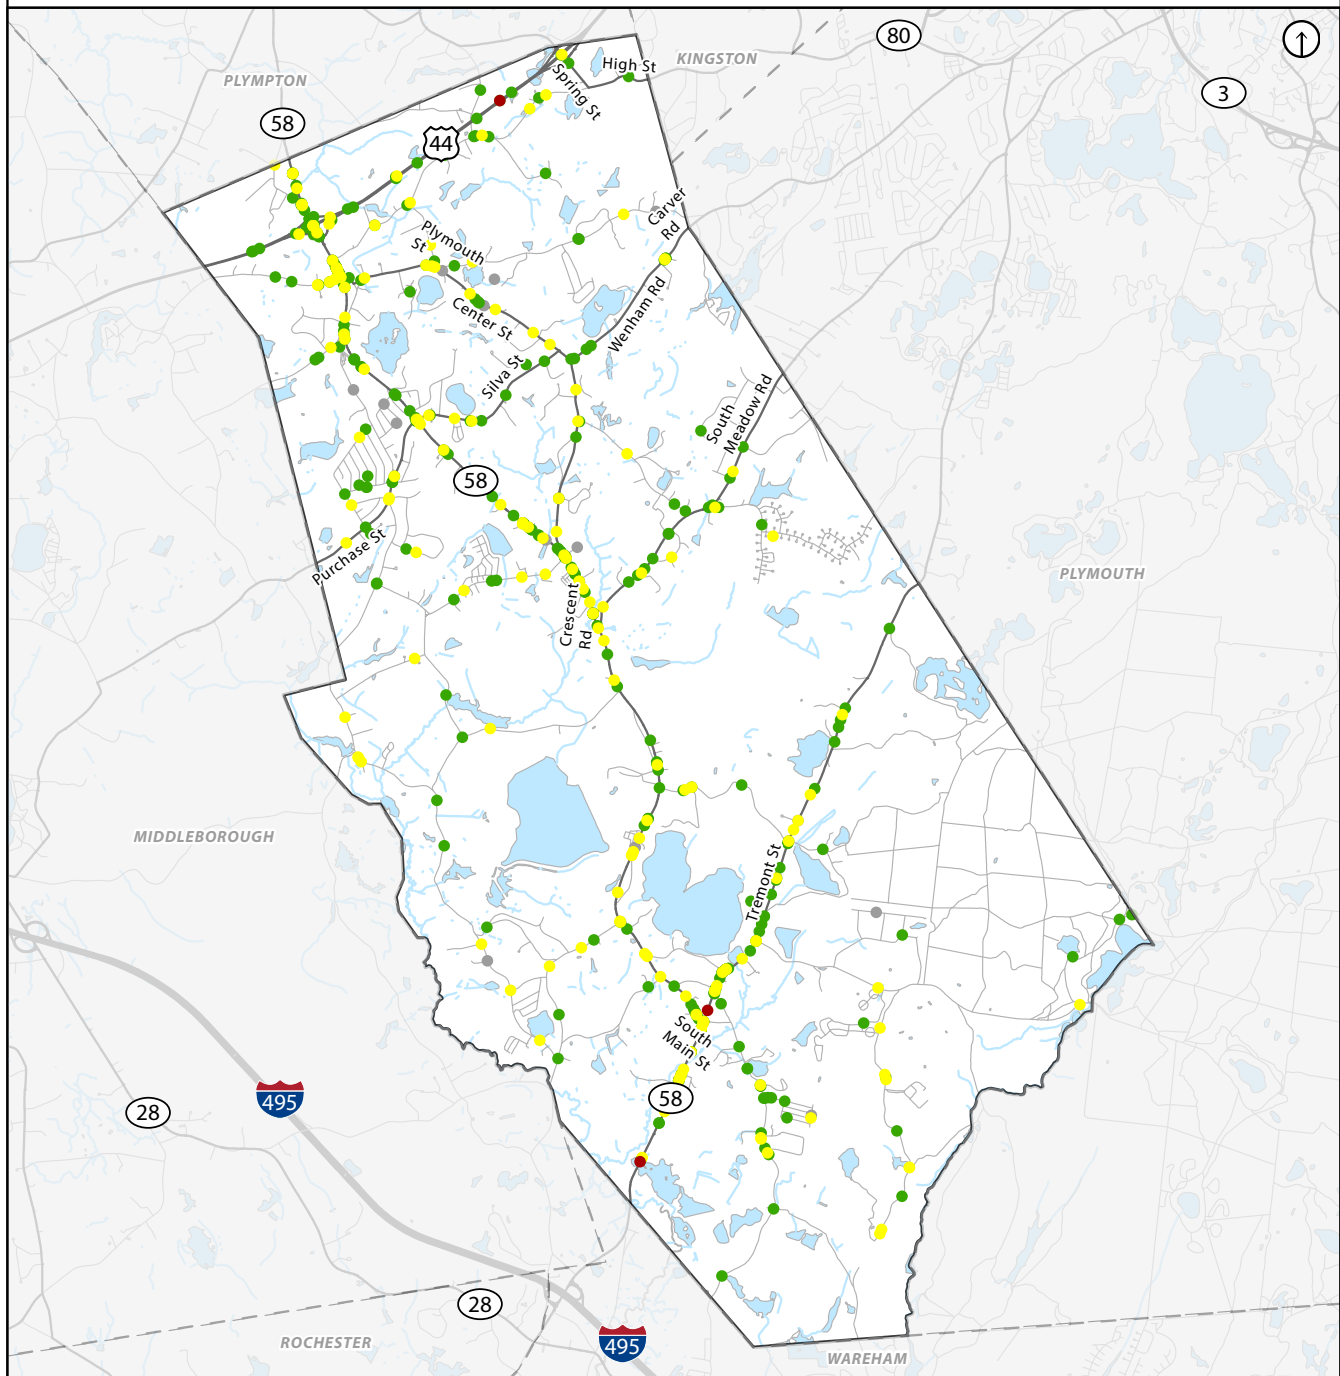 80
KINGSTON
High St
PLYMPTON
3
Spring St
58
44
Carver
Rd
Plymouth
St
Center St
Wenham Rd
Silva St
South
Meadow Rd
58
Purchase St
PLYMOUTH
Crescent
Rd
MIDDLEBOROUGH
Tremont St
South
Main St
58
495
28
28
495
ROCHESTER
WAREHAM